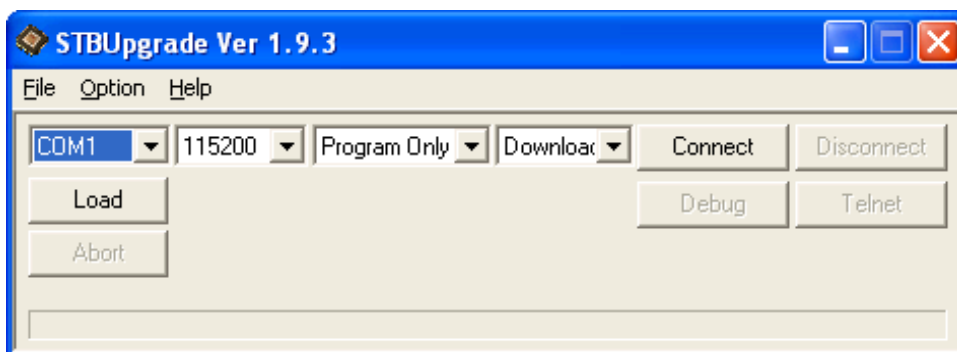 STBUpgrade Ver 1.9.3
File Option Help
COM1 115200 Program Only Downloa Connect Disconnect
Load Debug Telnet
Abort